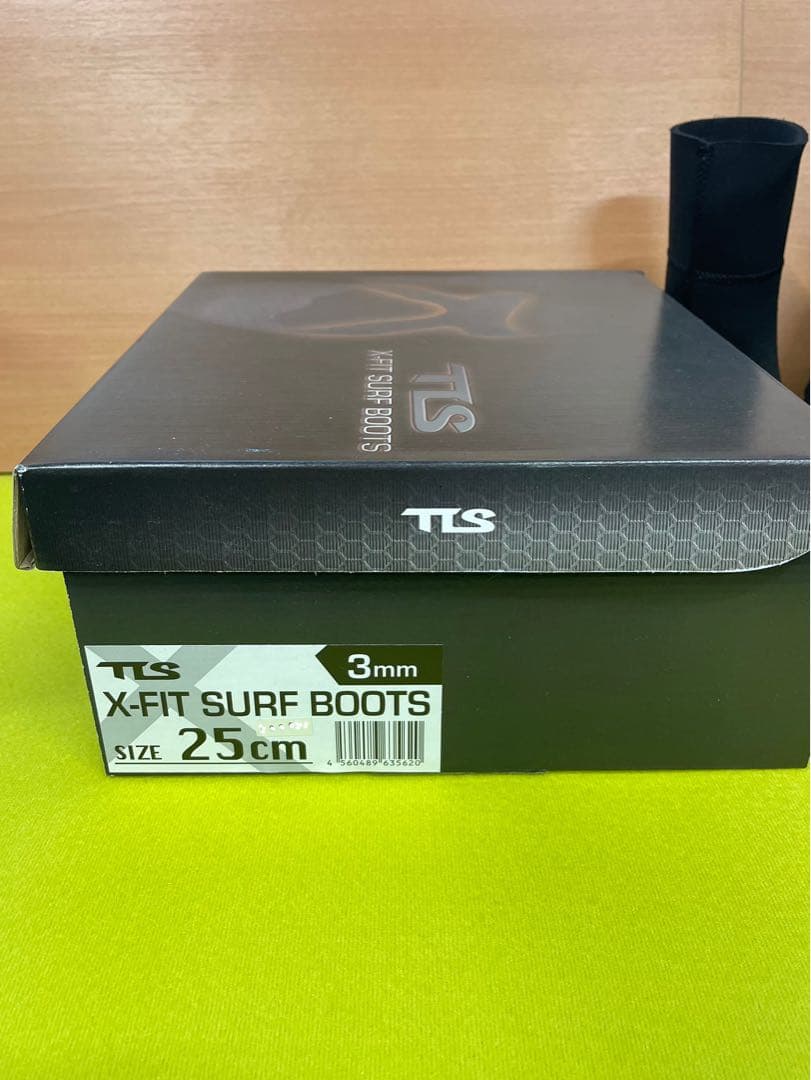 TLS
X-FIT SURF BOOTS
TLS
TLS
3mm
X-FIT SURF BOOTS
SIZE 25cm
4 560489 635620